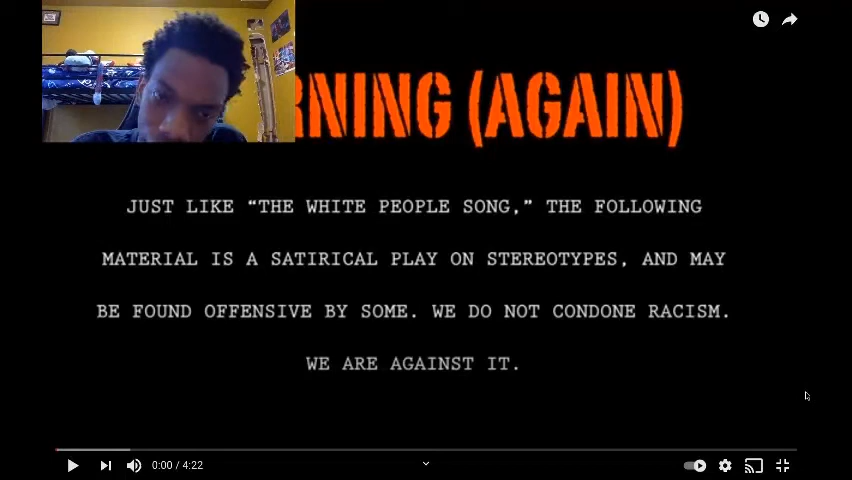 RNING (AGAIN)
JUST LIKE “THE WHITE PEOPLE SONG,” THE FOLLOWING
MATERIAL IS A SATIRICAL PLAY ON STEREOTYPES, AND MAY
BE FOUND OFFENSIVE BY SOME. WE DO NOT CONDONE RACISM.
WE ARE AGAINST IT.
0:00 / 4:22